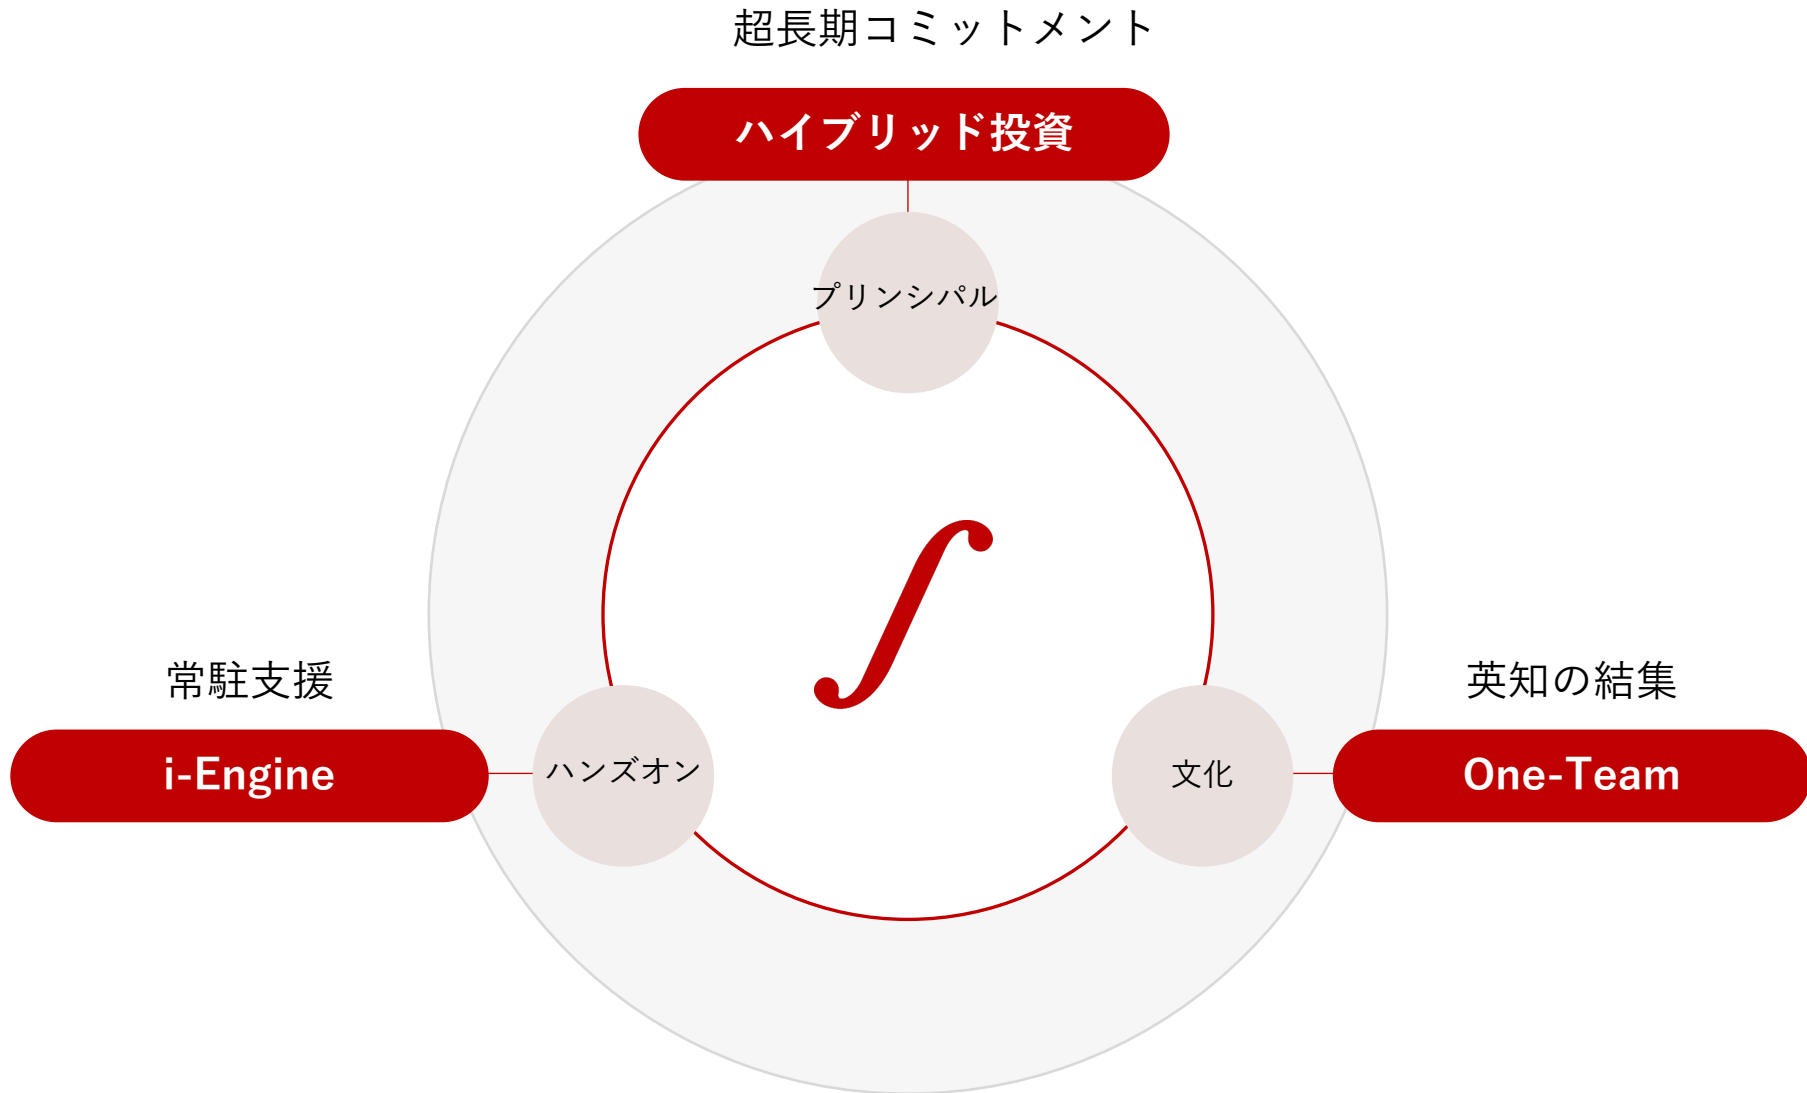 超長期コミットメント
ハイブリッド投資
プリンシパル
∫
常駐支援
i-Engine
ハンズオン
文化
英知の結集
One-Team